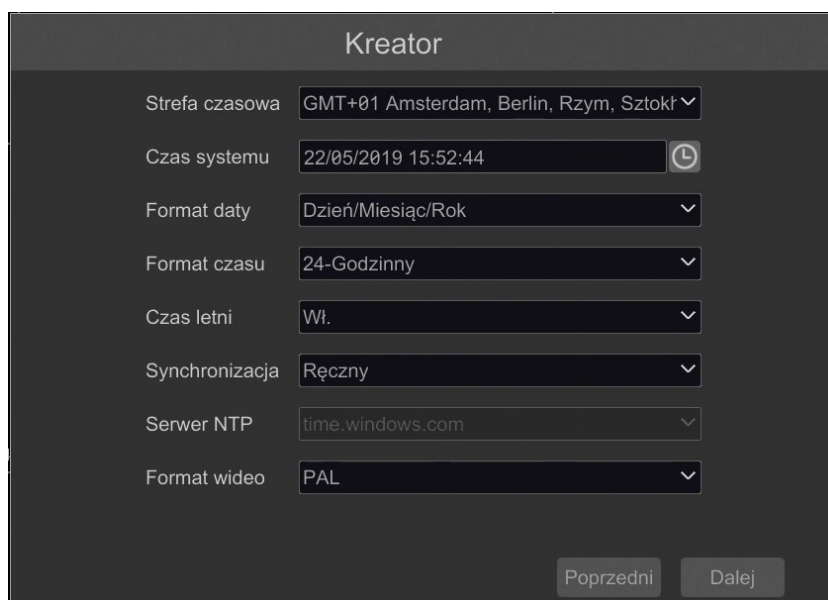 Kreator
Strefa czasowa GMT+01 Amsterdam, Berlin, Rzym, Sztokh
Czas systemu 22/05/2019 15:52:44
Format daty Dzień/Miesiąc/Rok
Format czasu 24-Godzinny
Czas letni Wł.
Synchronizacja Ręczny
Serwer NTP time.windows.com
Format wideo PAL
Poprzedni Dalej